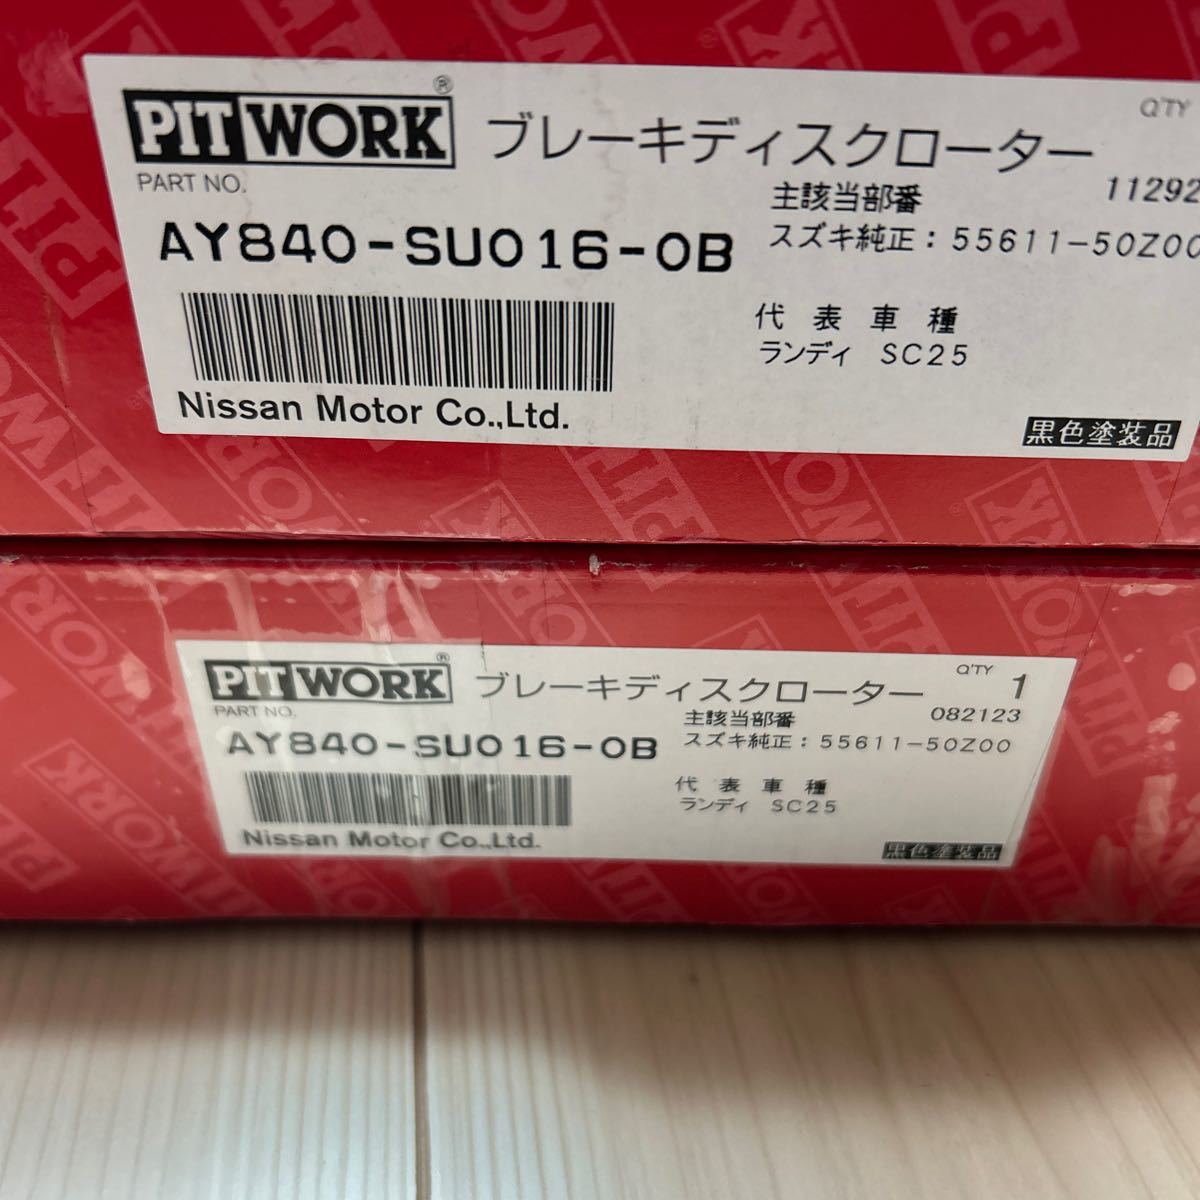 PIT WORK® ブレーキディスクローター
Q'TY
PART NO.
11292
主該当部番
AY840-SU016-0B
スズキ純正：55611-50Z00
代表車種
ランディ SC25
Nissan Motor Co.,Ltd.
黒色塗装品
PIT WORK® ブレーキディスクローター
Q'TY 1
PART NO.
082123
主該当部番
AY840-SU016-0B
スズキ純正：55611-50Z00
代表車種
ランディ SC25
Nissan Motor Co.,Ltd.
黒色塗装品